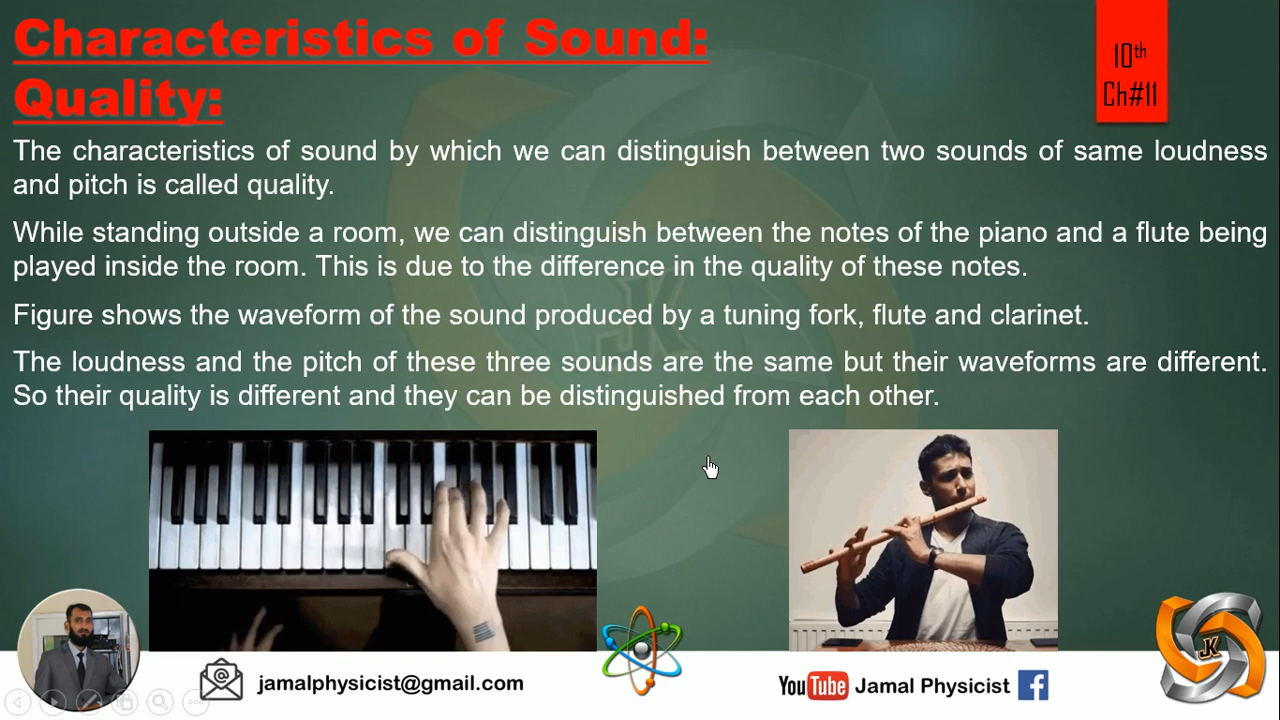 Characteristics of Sound:
Quality:
10th
Ch#11
The characteristics of sound by which we can distinguish between two sounds of same loudness
and pitch is called quality.
While standing outside a room, we can distinguish between the notes of the piano and a flute being
played inside the room. This is due to the difference in the quality of these notes.
Figure shows the waveform of the sound produced by a tuning fork, flute and clarinet.
The loudness and the pitch of these three sounds are the same but their waveforms are different.
So their quality is different and they can be distinguished from each other.
jamalphysicist@gmail.com
YouTube Jamal Physicist f
JK